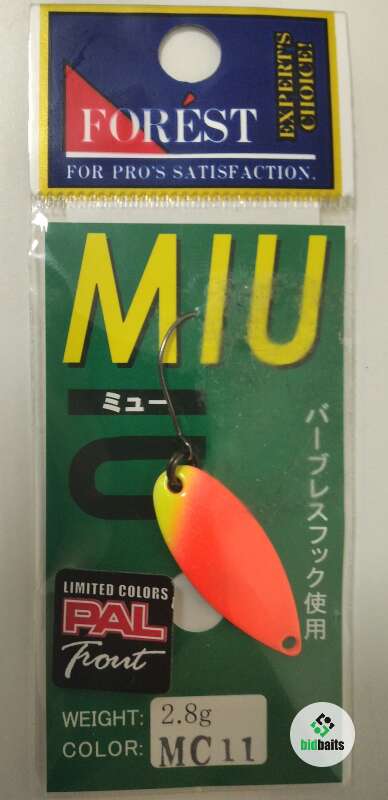 FORÉST
EXPERT'S
CHOICE!
FOR PRO'S SATISFACTION.
MIU
ミュー
バーブレスフック使用
LIMITED COLORS
PAL
Trout
WEIGHT: 2.8g
COLOR: MC11
bidbaits